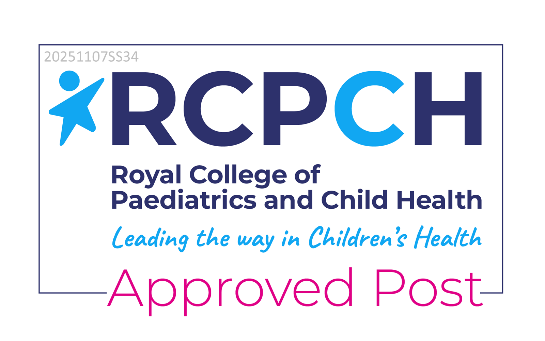 20251107SS34
RCPCH
Royal College of
Paediatrics and Child Health
Leading the way in Children's Health
Approved Post